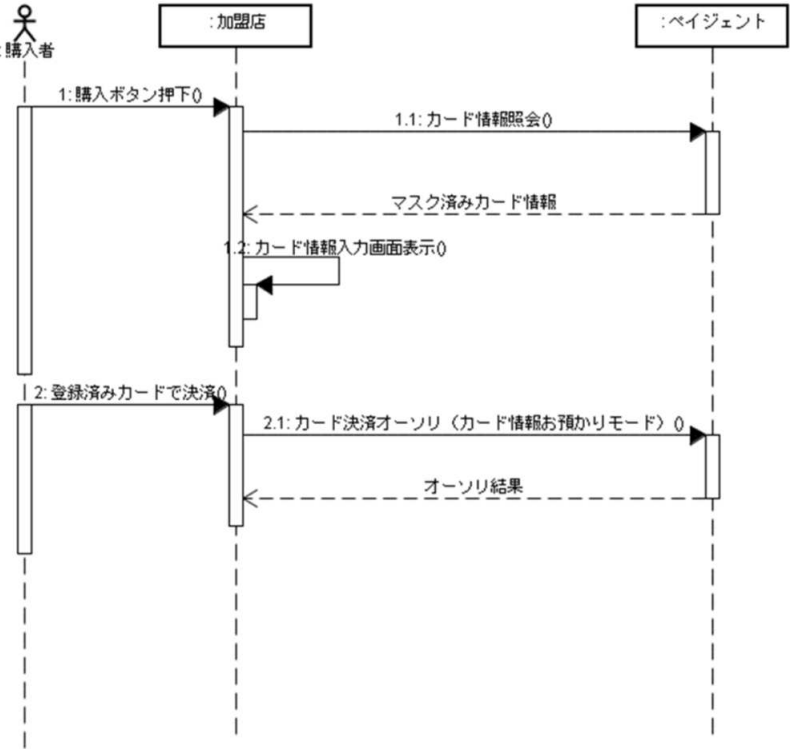 :加盟店
:ペイジェント
:購入者
1:購入ボタン押下()
1.1:カード情報照会()
マスク済みカード情報
1.2:カード情報入力画面表示()
2:登録済みカードで決済()
2.1:カード決済オーソリ（カード情報お預かりモード）()
オーソリ結果